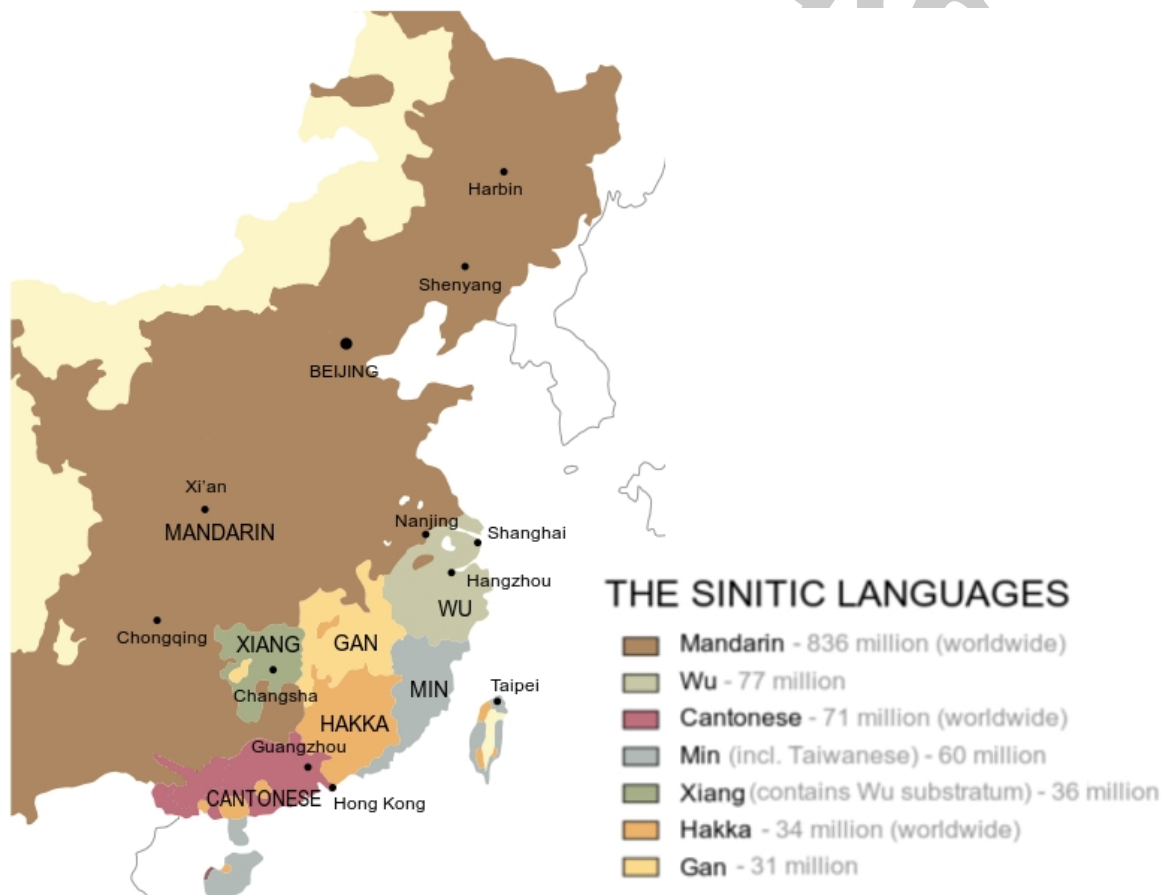 Harbin
Shenyang
BEIJING
Xi'an
MANDARIN
Nanjing
Shanghai
Hangzhou
WU
Chongqing
XIANG
GAN
Changsha
MIN
Taipei
HAKKA
Guangzhou
CANTONESE
Hong Kong
THE SINITIC LANGUAGES
Mandarin - 836 million (worldwide)
Wu - 77 million
Cantonese - 71 million (worldwide)
Min (incl. Taiwanese) - 60 million
Xiang (contains Wu substratum) - 36 million
Hakka - 34 million (worldwide)
Gan - 31 million